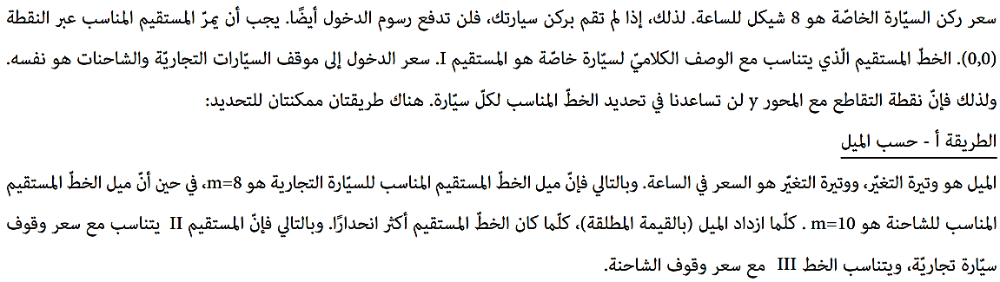 سعر ركن السيّارة الخاصّة هو 8 شيكل للساعة. لذلك، إذا لم تقم بركن سيارتك، فلن تدفع رسوم الدخول أيضًا. يجب أن يمرّ المستقيم المناسب عبر النقطة
(0,0). الخطّ المستقيم الّذي يتناسب مع الوصف الكلاميّ لسيّارة خاصّة هو المستقيم I. سعر الدخول إلى موقف السيّارات التجاريّة والشاحنات هو نفسه.
ولذلك فإنّ نقطة التقاطع مع المحور y لن تساعدنا في تحديد الخطّ المناسب لكلّ سيّارة. هناك طريقتان ممكنتان للتحديد:
الطريقة أ - حسب الميل
الميل هو وتيرة التغيّر، ووتيرة التغيّر هو السعر في الساعة. وبالتالي فإنّ ميل الخطّ المستقيم المناسب للسيّارة التجارية هو m=8، في حين أنّ ميل الخطّ المستقيم
المناسب للشاحنة هو m=10 . كلّما ازداد الميل (بالقيمة المطلقة)، كلّما كان الخطّ المستقيم أكثر انحدارًا. وبالتالي فإنّ المستقيم II يتناسب مع سعر وقوف
سيّارة تجاريّة، ويتناسب الخط III مع سعر وقوف الشاحنة.